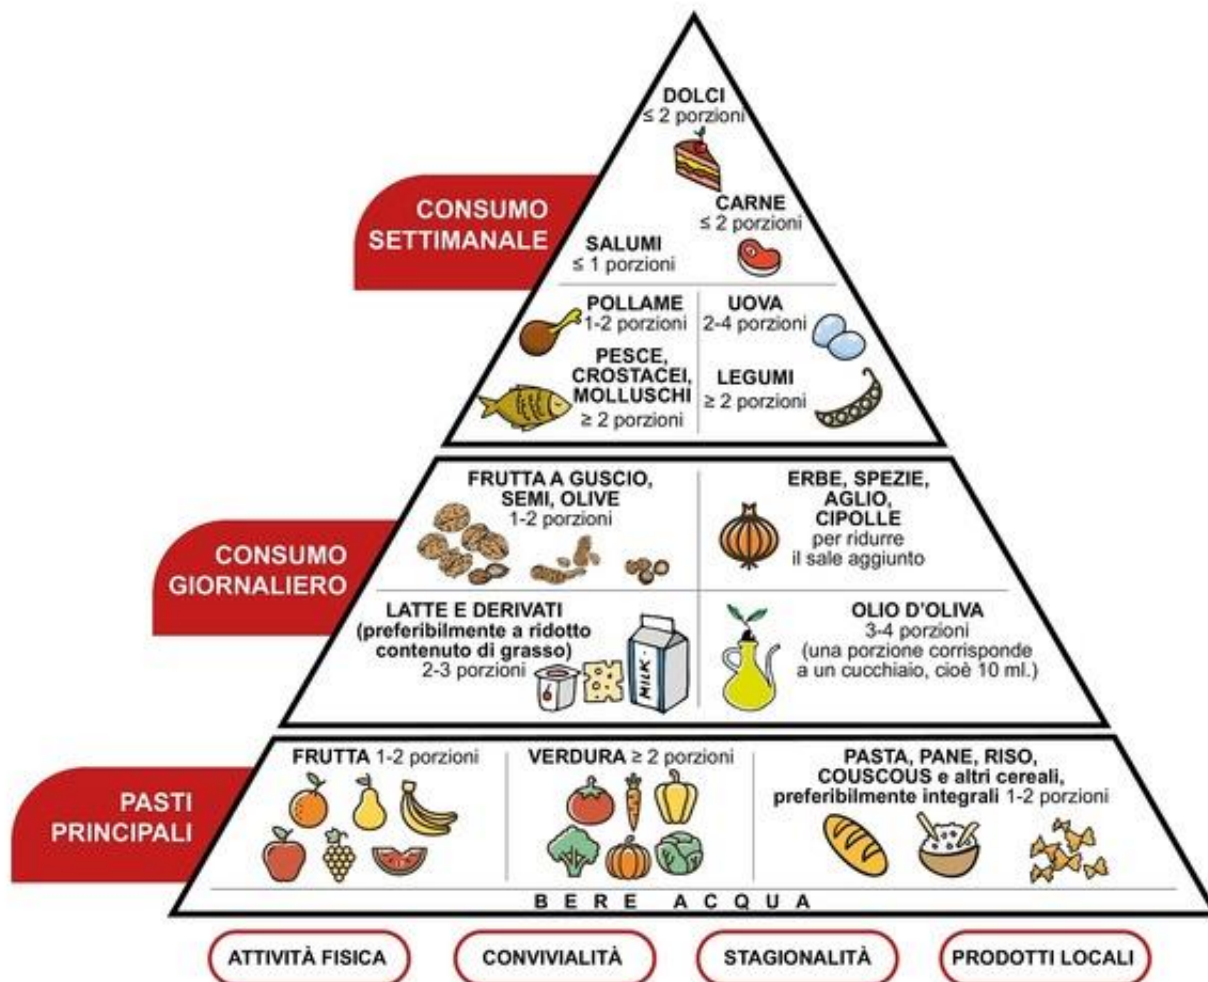 DOLCI
≤ 2 porzioni
CONSUMO
SETTIMANALE
CARNE
≤ 2 porzioni
SALUMI
≤ 1 porzioni
POLLAME
1-2 porzioni
UOVA
2-4 porzioni
PESCE,
CROSTACEI,
MOLLUSCHI
≥ 2 porzioni
LEGUMI
≥ 2 porzioni
CONSUMO
GIORNALIERO
FRUTTA A GUSCIO,
SEMI, OLIVE
1-2 porzioni
ERBE, SPEZIE,
AGLIO,
CIPOLLE
per ridurre
il sale aggiunto
LATTE E DERIVATI
(preferibilmente a ridotto
contenuto di grasso)
2-3 porzioni
MILK
OLIO D'OLIVA
3-4 porzioni
(una porzione corrisponde
a un cucchiaio, cioè 10 ml.)
PASTI
PRINCIPALI
FRUTTA 1-2 porzioni
VERDURA ≥ 2 porzioni
PASTA, PANE, RISO,
COUSCOUS e altri cereali,
preferibilmente integrali 1-2 porzioni
BERE ACQUA
ATTIVITÀ FISICA
CONVIVIALITÀ
STAGIONALITÀ
PRODOTTI LOCALI